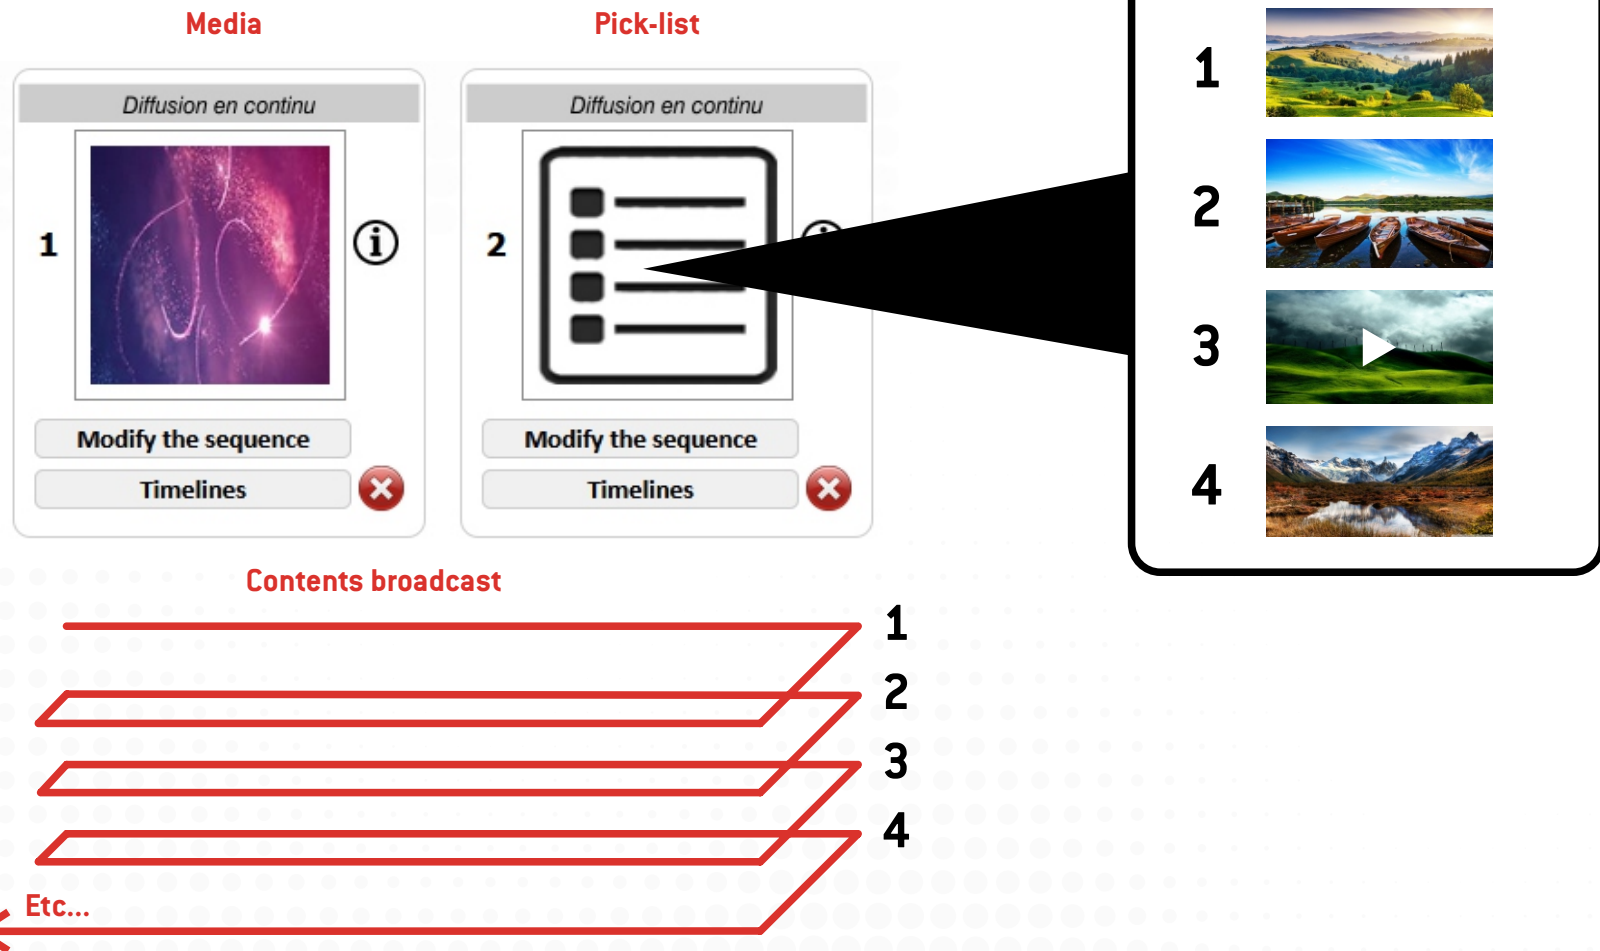 Media
Pick-list
Diffusion en continu
Diffusion en continu
1
2
Modify the sequence
Modify the sequence
Timelines
Timelines
1
2
3
4
Contents broadcast
1
2
3
4
Etc...